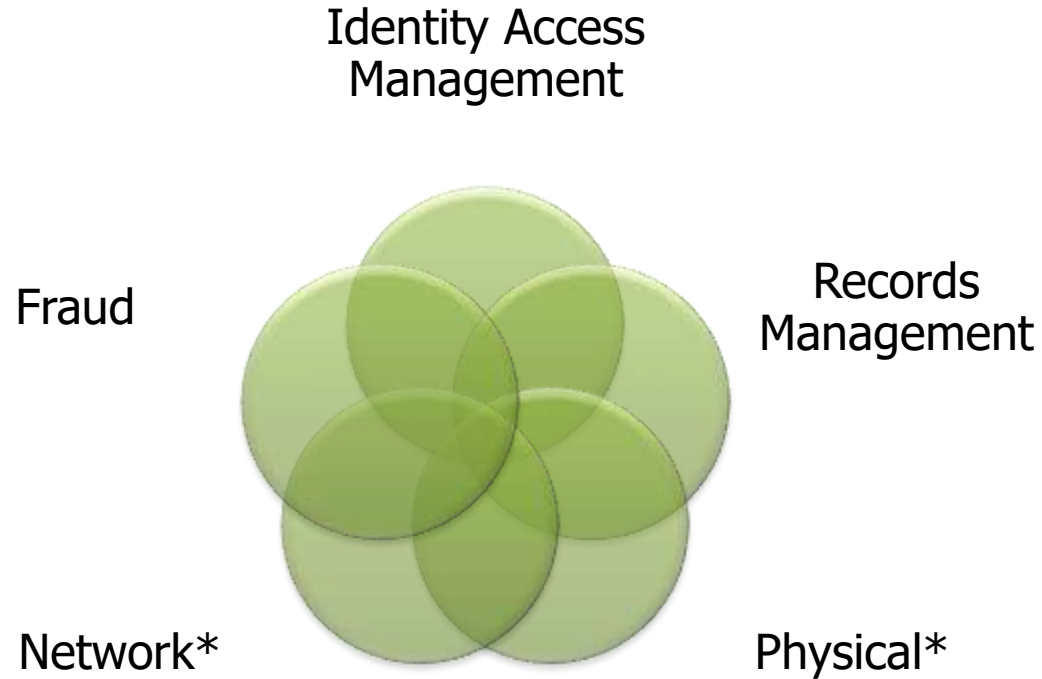 Identity Access
Management
Fraud
Records
Management
Network*
Physical*